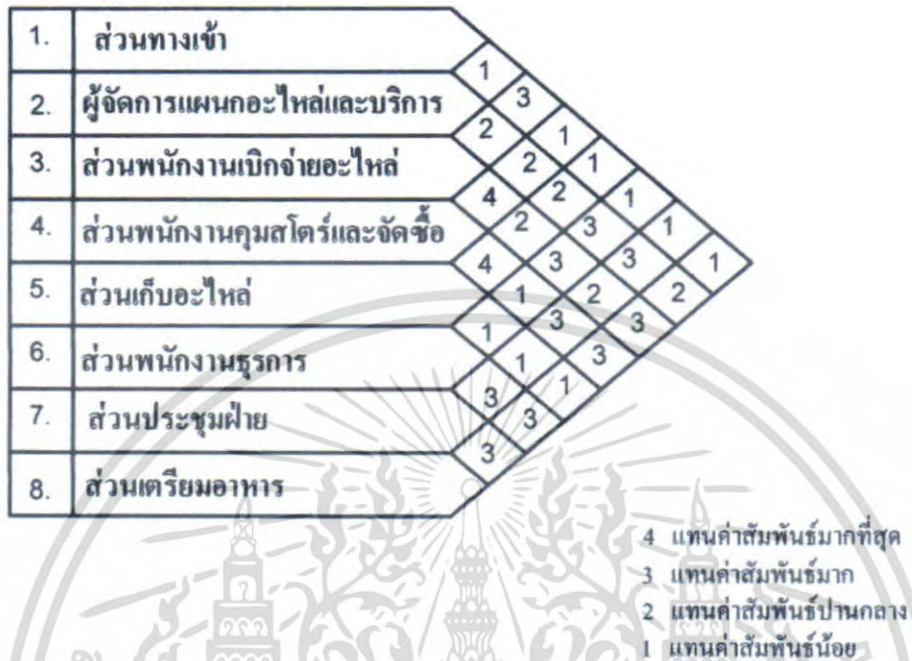 1. ส่วนทางเข้า
2. ผู้จัดการแผนกอะไหล่และบริการ
3. ส่วนพนักงานเบิกจ่ายอะไหล่
4. ส่วนพนักงานคุมสโตร์และจัดซื้อ
5. ส่วนเก็บอะไหล่
6. ส่วนพนักงานธุรการ
7. ส่วนประชุมฝ่าย
8. ส่วนเตรียมอาหาร
1
3
2 1
2 1
4 2 1
2 3 1
4 3 3 1
1 2 2
1 3 3
1 3
3 1
3
3
4 แทนค่าสัมพันธ์มากที่สุด
3 แทนค่าสัมพันธ์มาก
2 แทนค่าสัมพันธ์ปานกลาง
1 แทนค่าสัมพันธ์น้อย